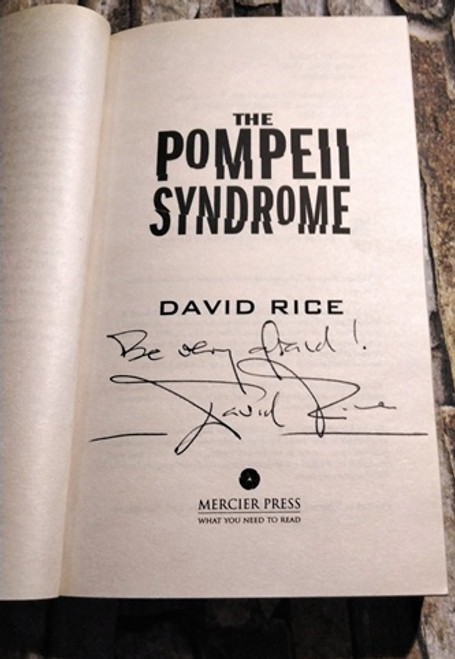 THE
POMPEII
SYNDROME
DAVID RICE
Be very afraid!
David Rice
MERCIER PRESS
WHAT YOU NEED TO READ